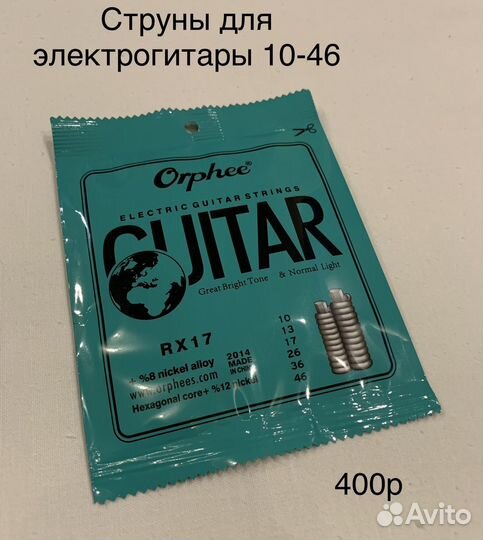 Струны для
электрогитары 10-46
Orphee®
ELECTRIC GUITAR STRINGS
GUITAR
Great Bright Tone & Normal Light
RX17
10
13
17
26
36
46
+ %8 nickel alloy
www.orphees.com
Hexagonal core+ %12 nickel
2014
MADE
IN CHINA
400р
Avito